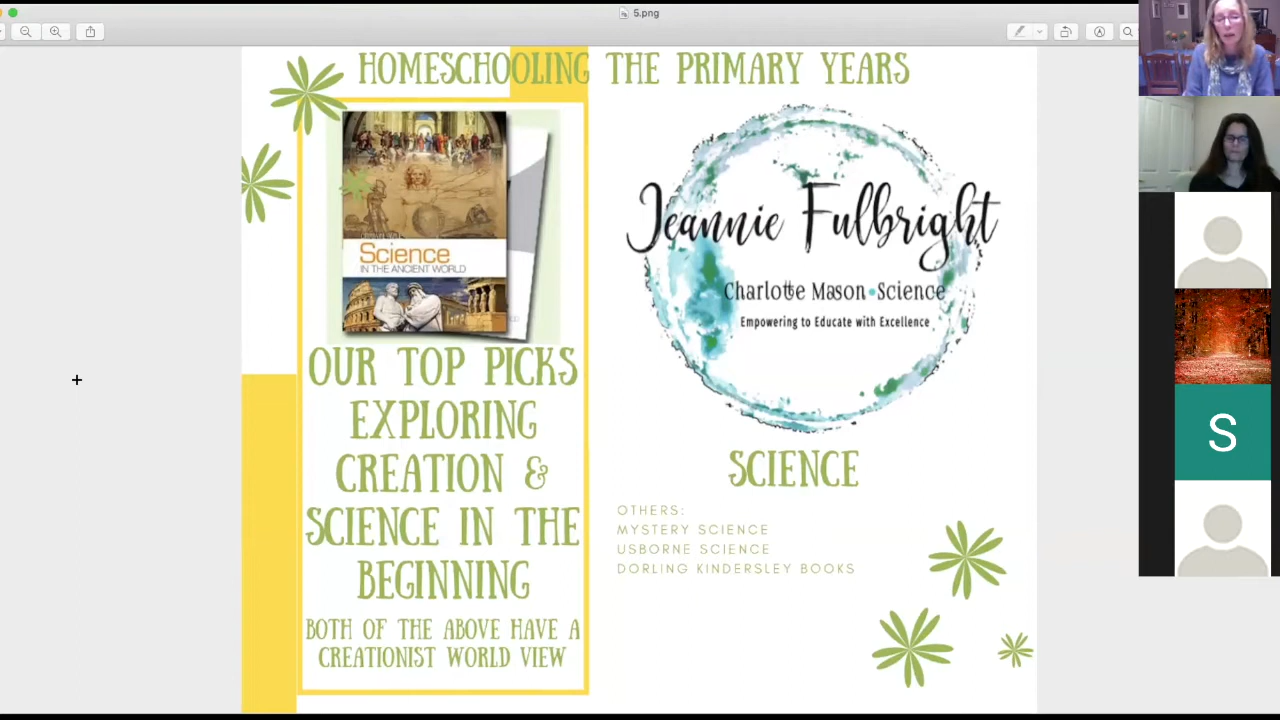 5.png
HOMESCHOOLING THE PRIMARY YEARS
Science
IN THE ANCIENT WORLD
Jeannie Fulbright
Charlotte Mason•Science
Empowering to Educate with Excellence
OUR TOP PICKS
EXPLORING
CREATION &
SCIENCE IN THE
BEGINNING
BOTH OF THE ABOVE HAVE A
CREATIONIST WORLD VIEW
SCIENCE
OTHERS:
MYSTERY SCIENCE
USBORNE SCIENCE
DORLING KINDERSLEY BOOKS
S